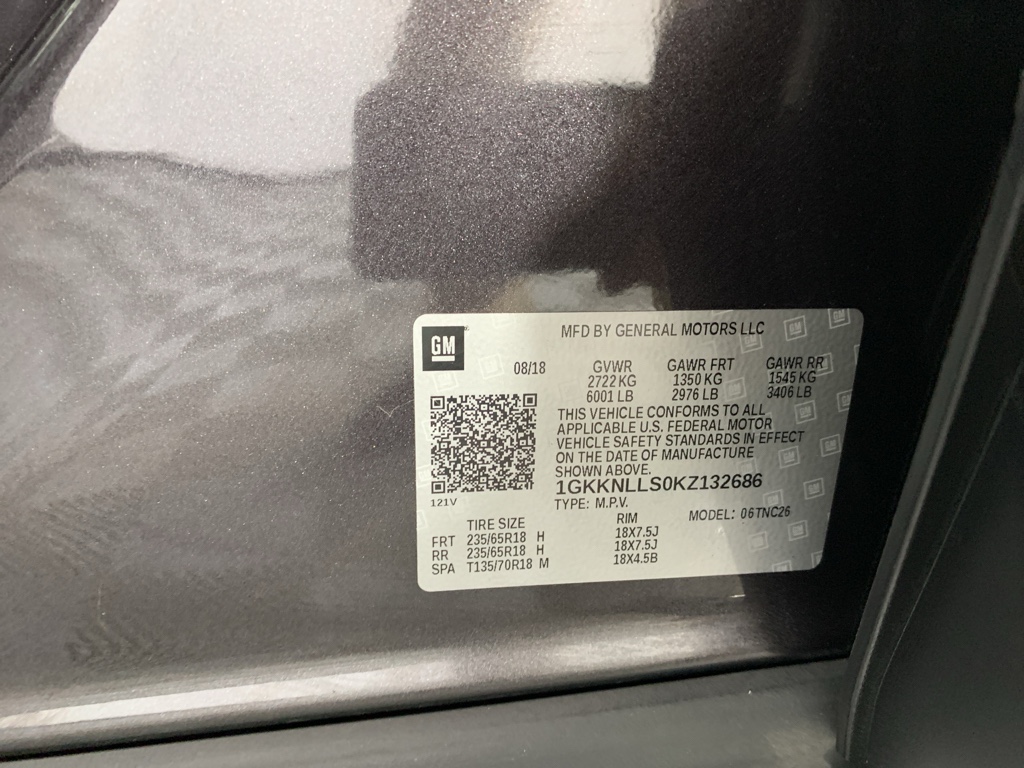 GM
MFD BY GENERAL MOTORS LLC
08/18 GVWR GAWR FRT GAWR RR
2722 KG 1350 KG 1545 KG
6001 LB 2976 LB 3406 LB
THIS VEHICLE CONFORMS TO ALL
APPLICABLE U.S. FEDERAL MOTOR
VEHICLE SAFETY STANDARDS IN EFFECT
ON THE DATE OF MANUFACTURE
SHOWN ABOVE.
1GKKNLLS0KZ132686
121V
TYPE: M.P.V. MODEL: 06TNC26
TIRE SIZE RIM
FRT 235/65R18 H 18X7.5J
RR 235/65R18 H 18X7.5J
SPA T135/70R18 M 18X4.5B